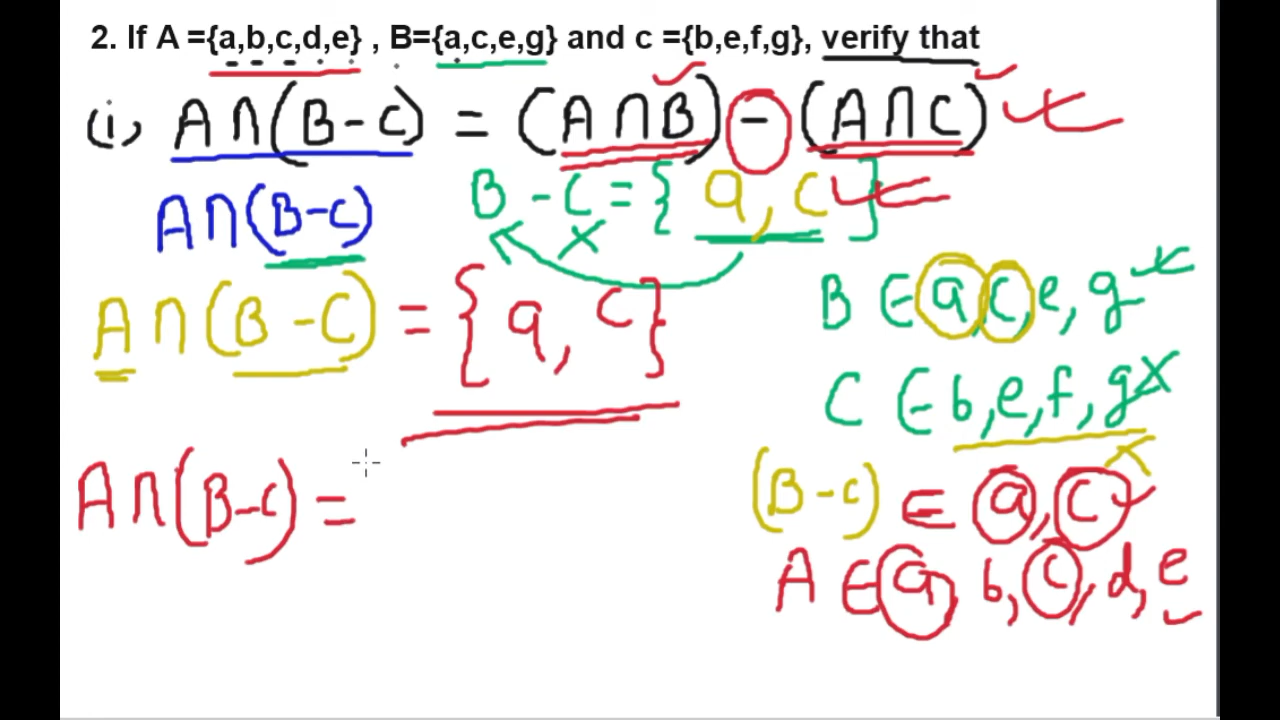 2. If A ={a,b,c,d,e} , B={a,c,e,g} and c ={b,e,f,g}, verify that
(i, A∩(B-C) = (A∩B) - (A∩C)
A∩(B-C)
B-C = { a, c }
A∩(B-C) = { a, c }
B ∈ a, c, e, g
C ∈ b,e,f,g
A∩(B-C) =
(B-C) ∈ a, c
A ∈ a, b, c, d, e